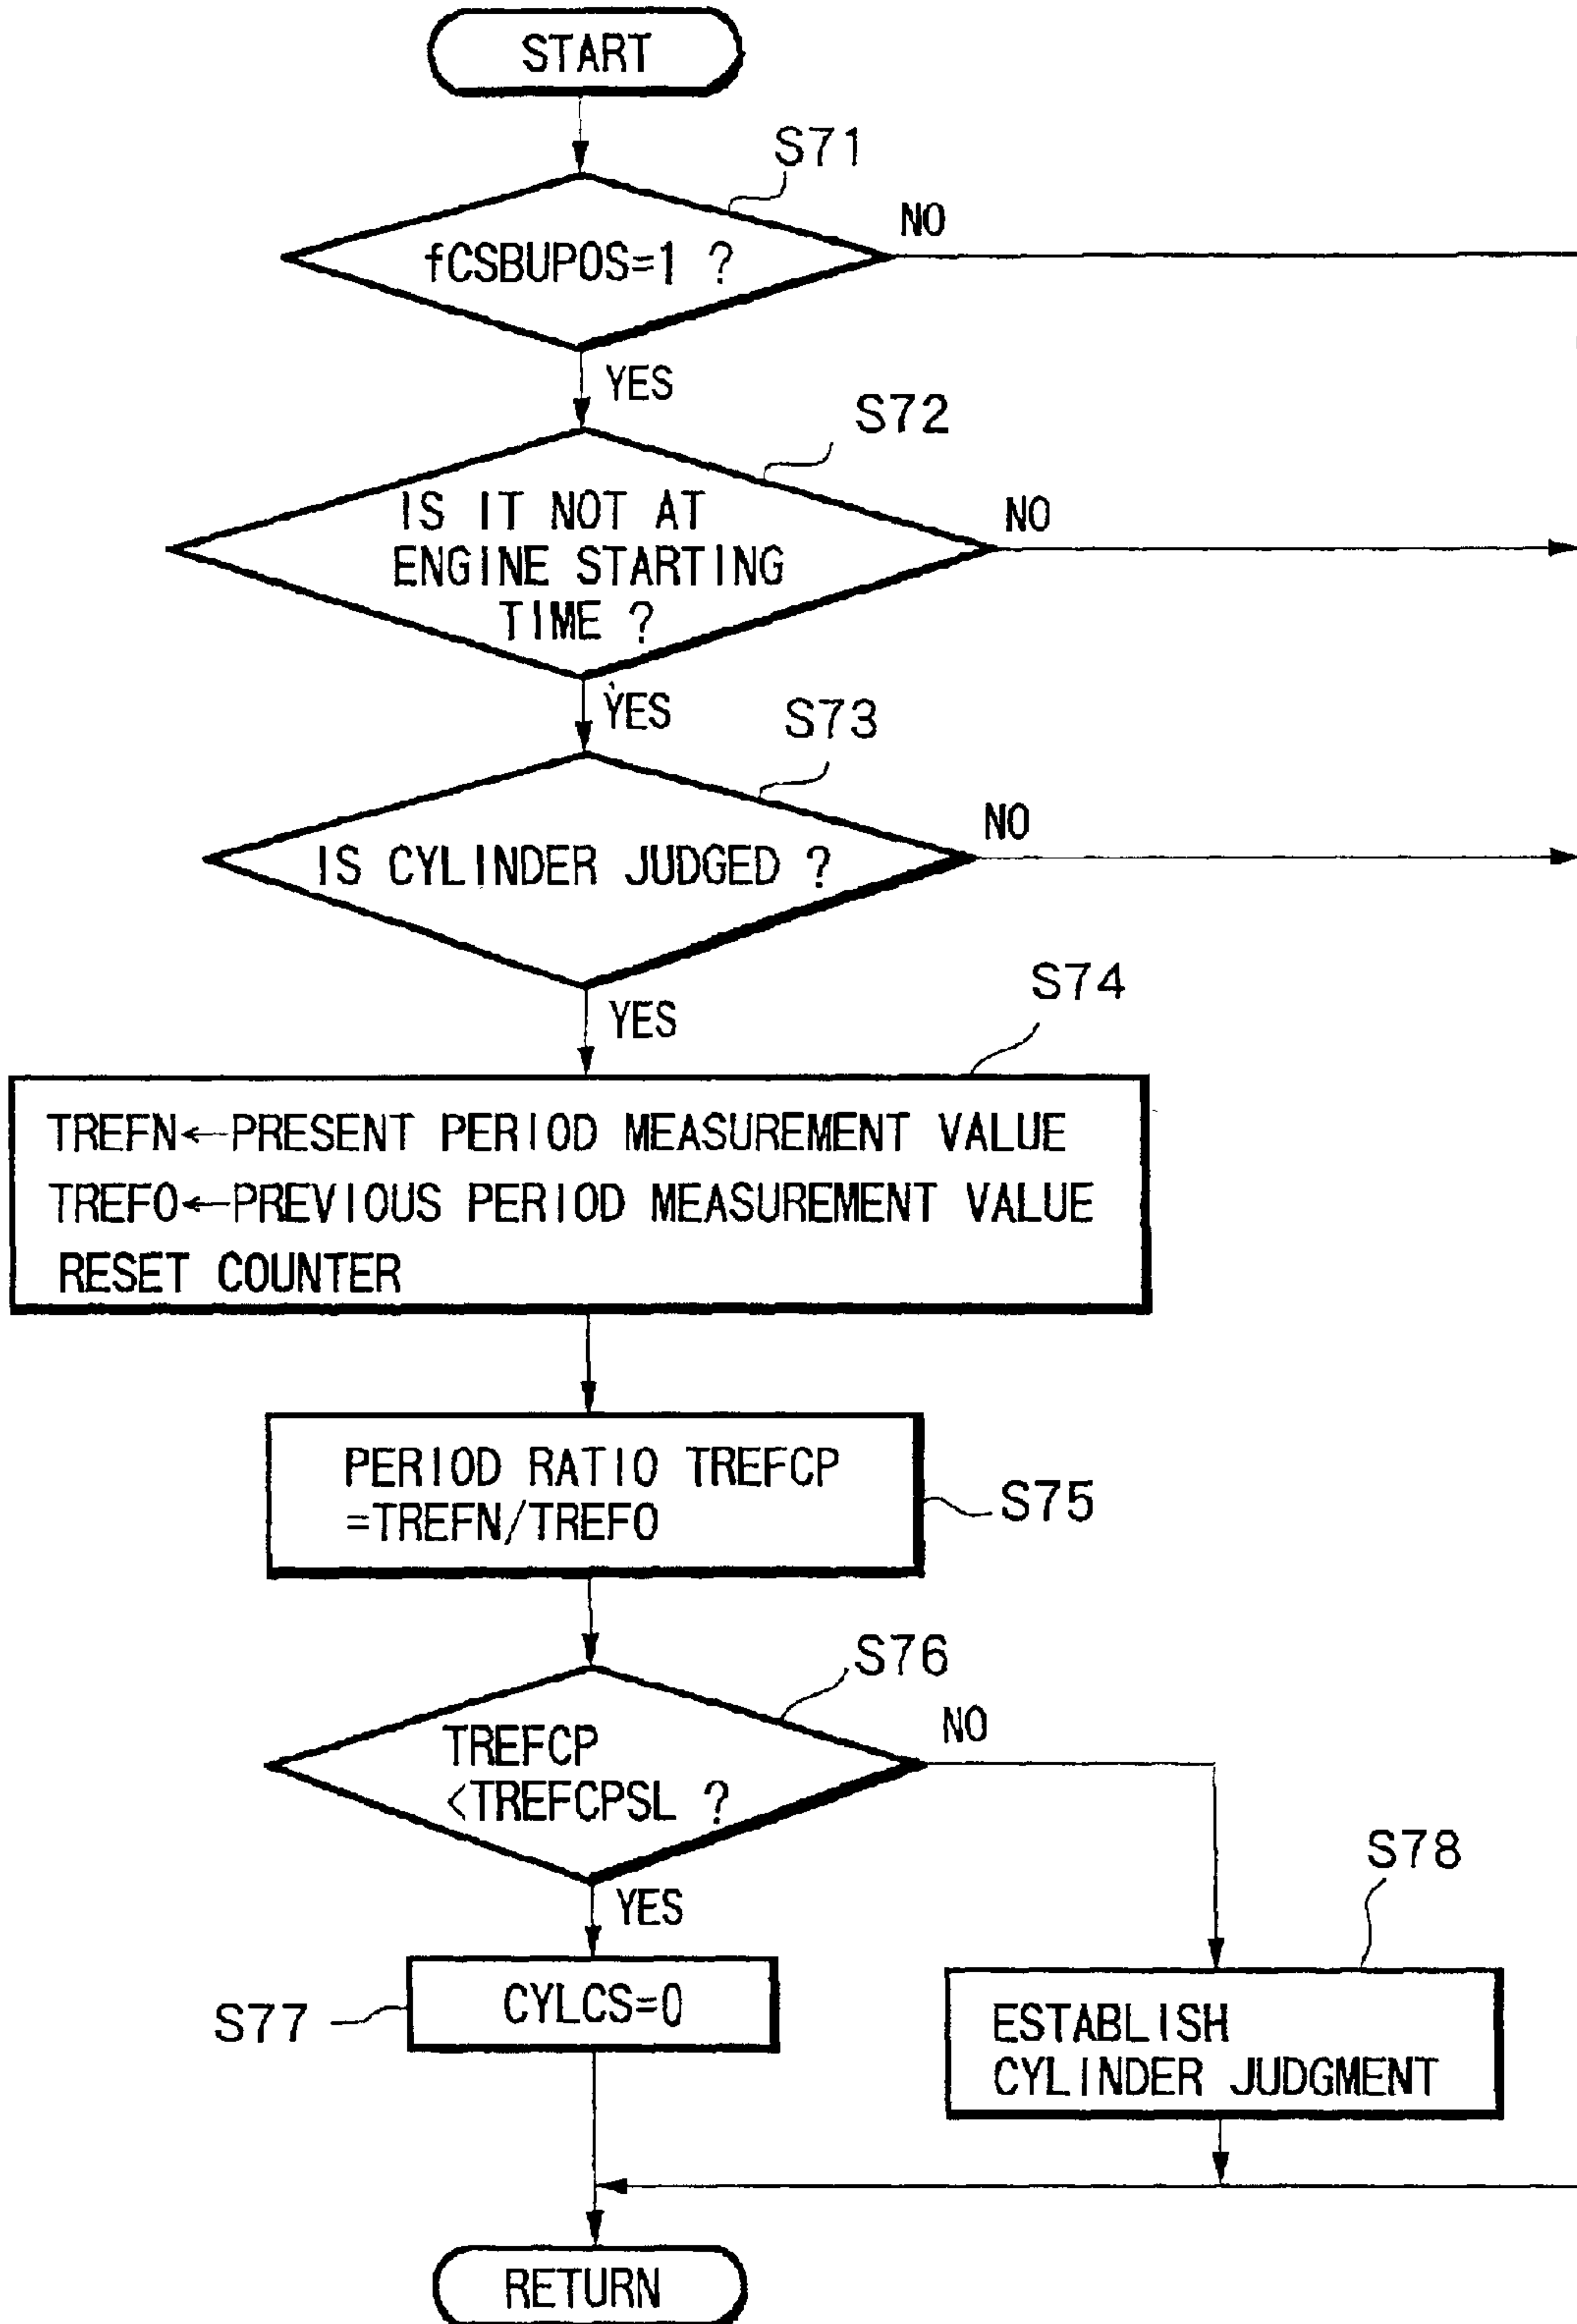 START
S71
fCSBUPOS=1 ?
NO
YES
S72
IS IT NOT AT
ENGINE STARTING
TIME ?
NO
YES
S73
IS CYLINDER JUDGED ?
NO
YES
S74
TREFN←PRESENT PERIOD MEASUREMENT VALUE
TREFO←PREVIOUS PERIOD MEASUREMENT VALUE
RESET COUNTER
PERIOD RATIO TREFCP
=TREFN/TREFO
S75
S76
TREFCP
<TREFCPSL ?
NO
YES
S77
CYLCS=0
S78
ESTABLISH
CYLINDER JUDGMENT
RETURN